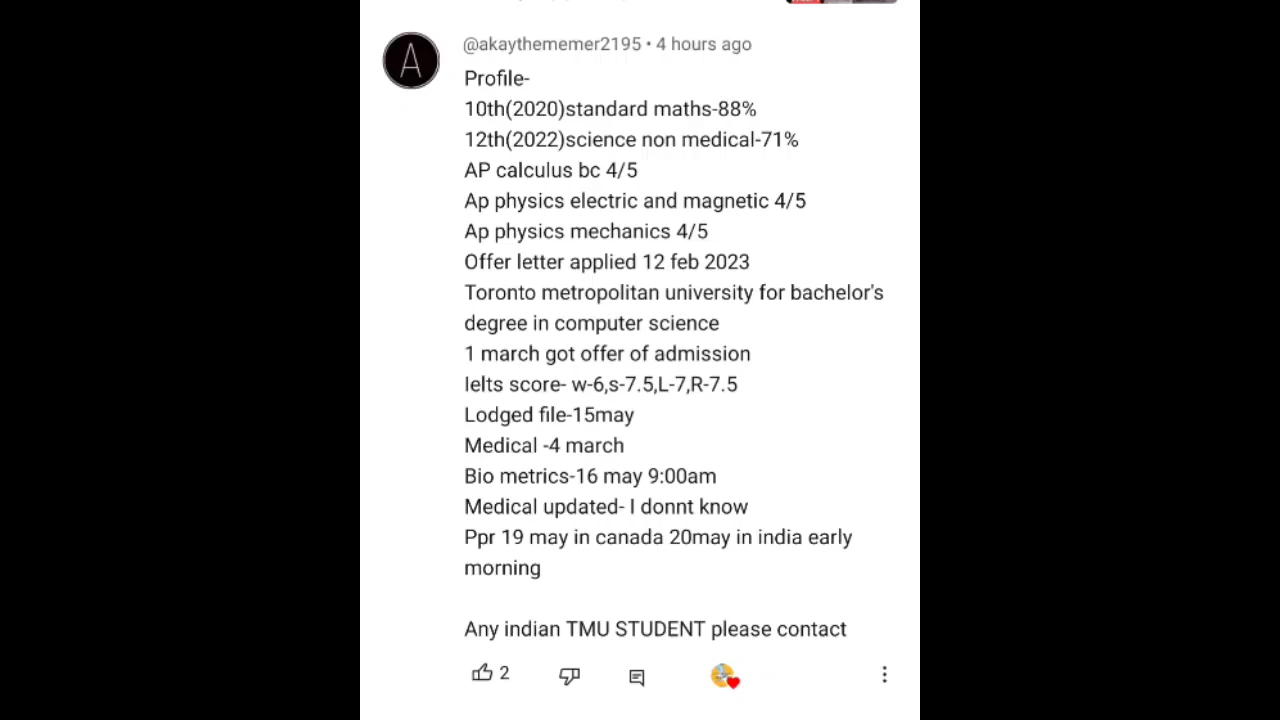 @akaythememer2195 • 4 hours ago
Profile-
10th(2020)standard maths-88%
12th(2022)science non medical-71%
AP calculus bc 4/5
Ap physics electric and magnetic 4/5
Ap physics mechanics 4/5
Offer letter applied 12 feb 2023
Toronto metropolitan university for bachelor's
degree in computer science
1 march got offer of admission
Ielts score- w-6,s-7.5,L-7,R-7.5
Lodged file-15may
Medical -4 march
Bio metrics-16 may 9:00am
Medical updated- I donnt know
Ppr 19 may in canada 20may in india early
morning
Any indian TMU STUDENT please contact
2